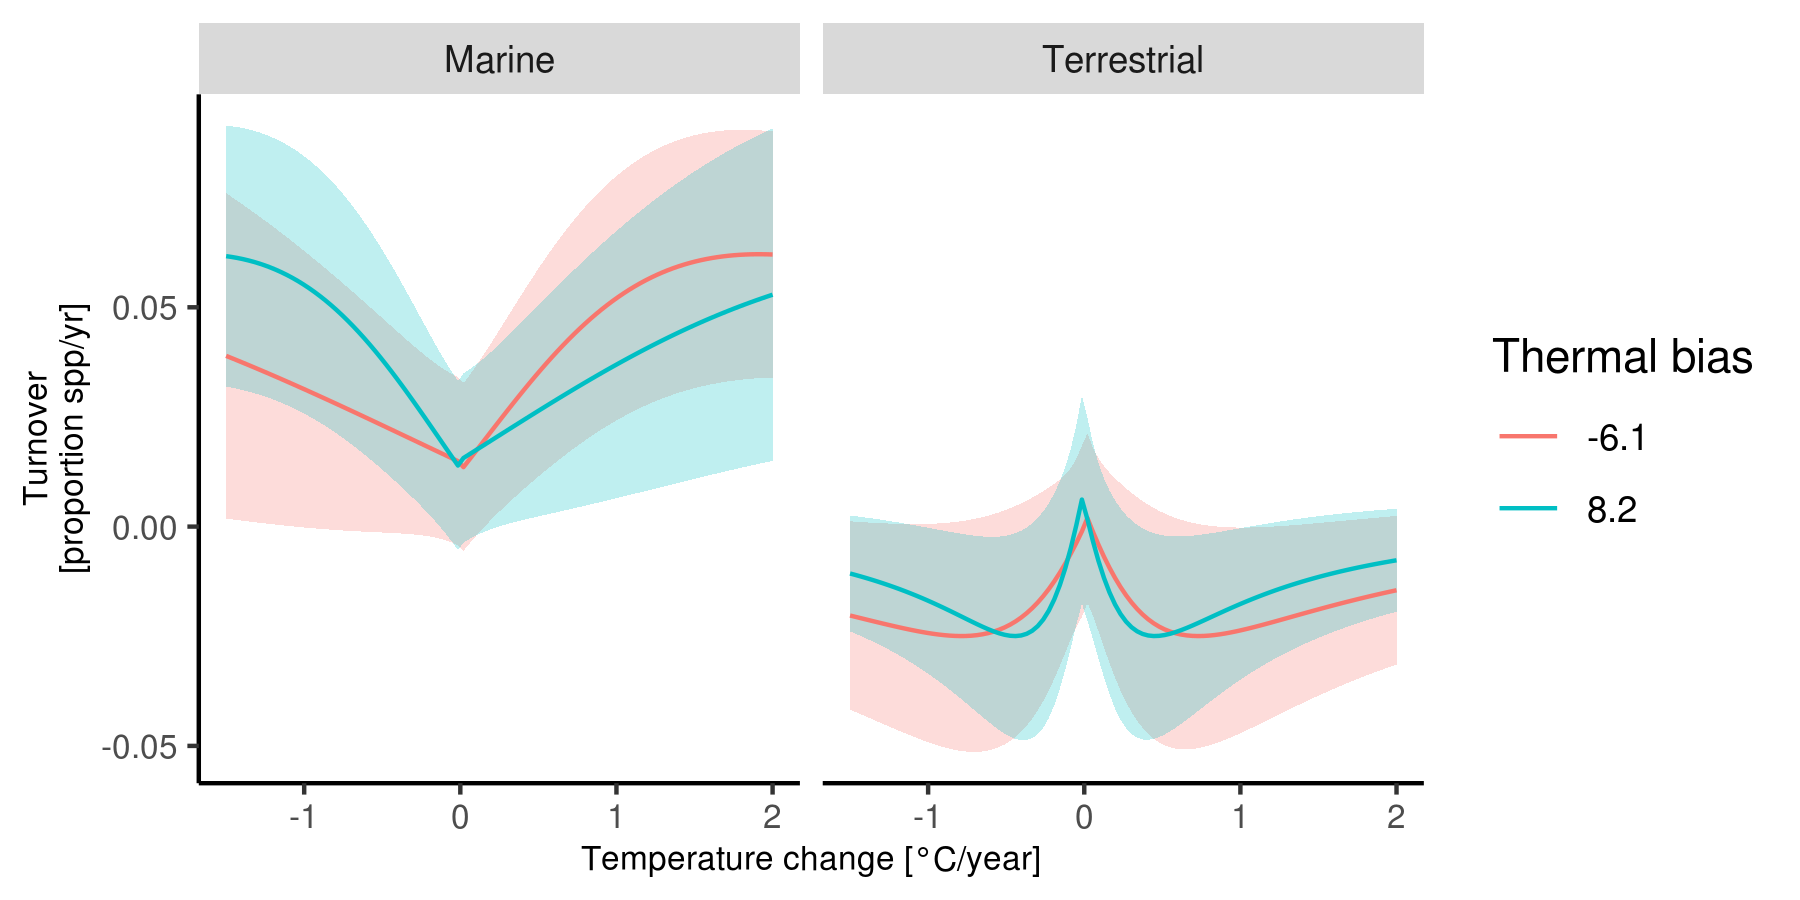 Marine
Terrestrial
Turnover
[proportion spp/yr]
0.05
0.00
-0.05
-1
0
1
2
-1
0
1
2
Temperature change [°C/year]
Thermal bias
-6.1
8.2